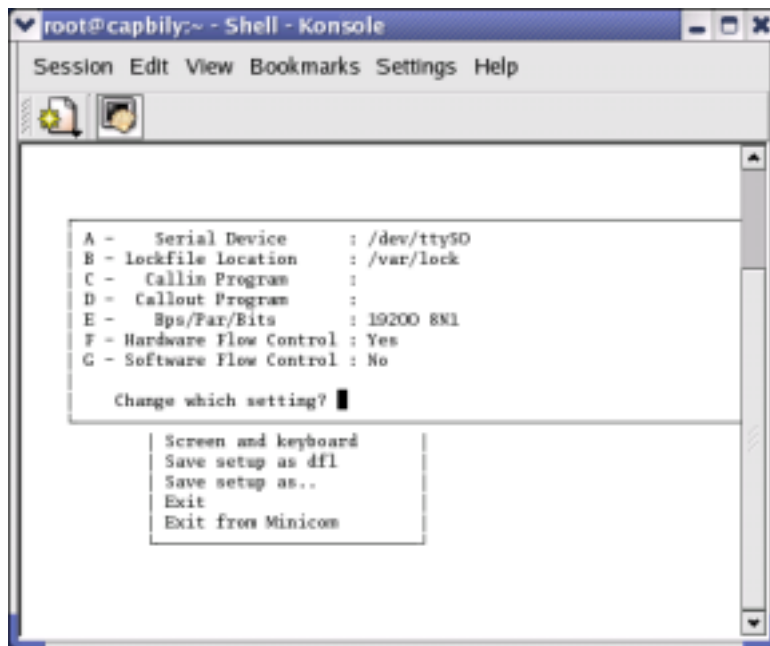 root@capbily:~ - Shell - Konsole
Session Edit View Bookmarks Settings Help
A - Serial Device : /dev/ttyS0
B - Lockfile Location : /var/lock
C - Callin Program :
D - Callout Program :
E - Bps/Par/Bits : 19200 8N1
F - Hardware Flow Control : Yes
G - Software Flow Control : No
Change which setting?
Screen and keyboard
Save setup as dfl
Save setup as..
Exit
Exit from Minicom